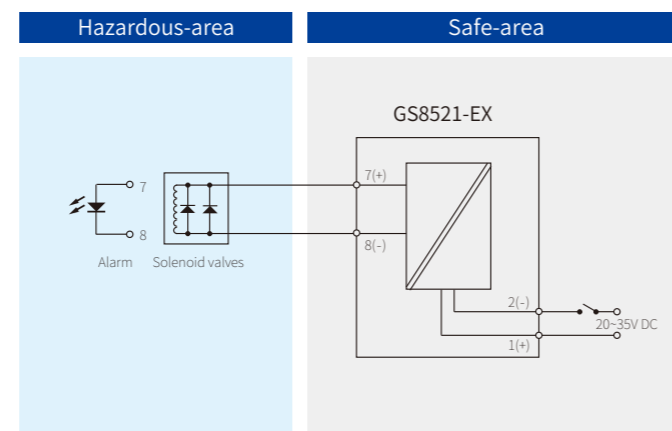 Hazardous-area
Safe-area
GS8521-EX
7(+)
7
8
8(-)
Alarm
Solenoid valves
2(-)
20~35V DC
1(+)